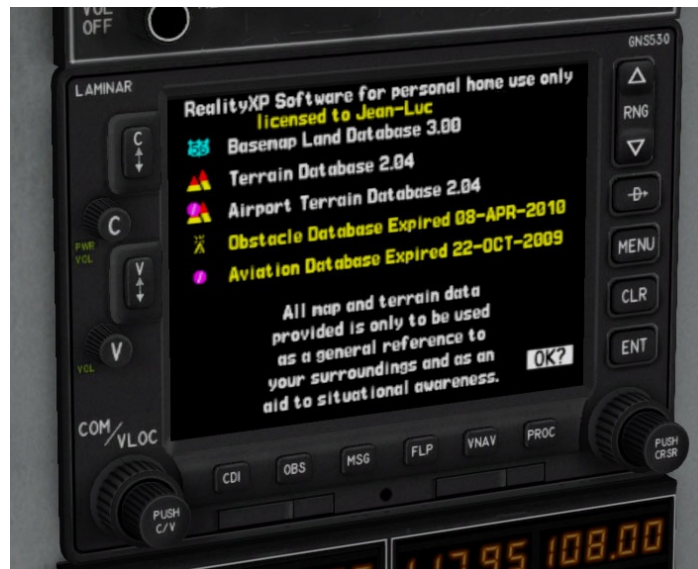 VOL
OFF
GNS530
LAMINAR
RealityXP Software for personal home use only
licensed to Jean-Luc
Basemap Land Database 3.00
Terrain Database 2.04
Airport Terrain Database 2.04
Obstacle Database Expired 08-APR-2010
Aviation Database Expired 22-OCT-2009
All map and terrain data
provided is only to be used
as a general reference to
your surroundings and as an
aid to situational awareness.
OK?
C
C
PWR
VOL
V
V
VOL
COM/VLOC
PUSH
C/V
RNG
D
MENU
CLR
ENT
PUSH
CRSR
CDI
OBS
MSG
FLP
VNAV
PROC
108.00